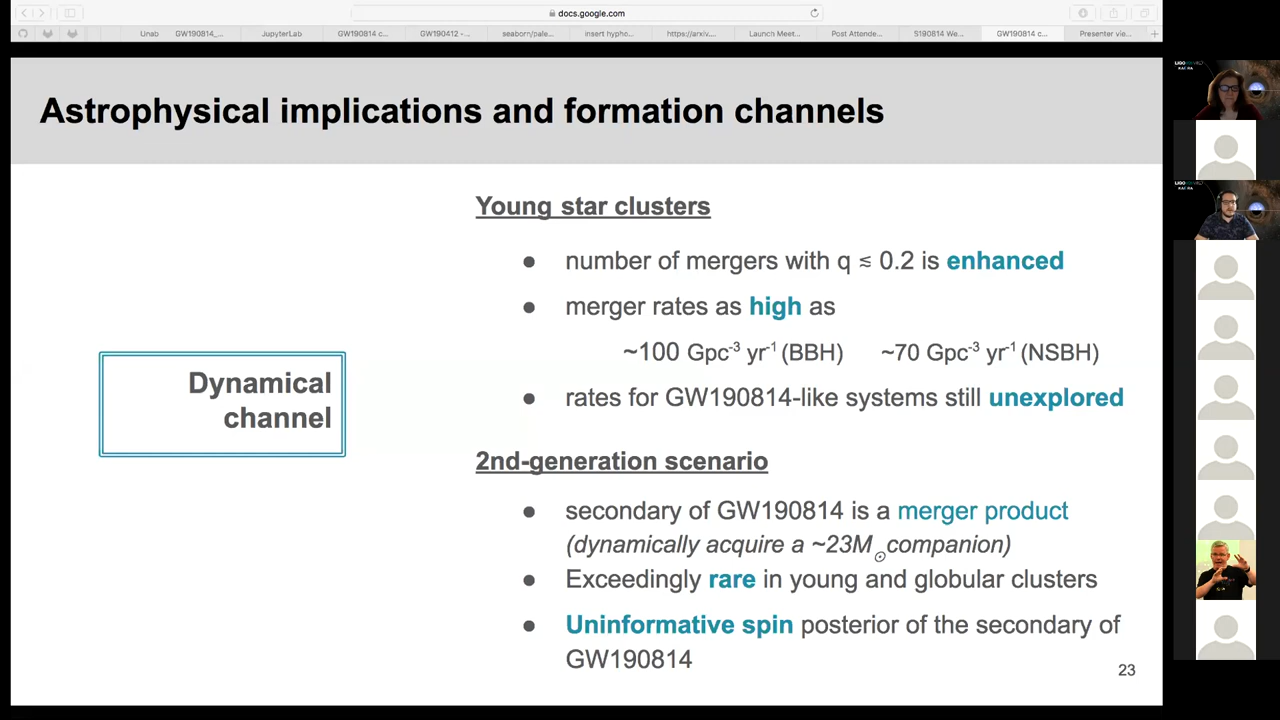 docs.google.com
Unab GW190814_... JupyterLab GW190814 c... GW190412 -... seaborn/pale... insert hypho... https://arxiv.... Launch Meet... Post Attende... S190814 We... GW190814 c... Presenter vie...
Astrophysical implications and formation channels
Dynamical
channel
Young star clusters
● number of mergers with q ≲ 0.2 is enhanced
● merger rates as high as
~100 Gpc⁻³ yr⁻¹ (BBH) ~70 Gpc⁻³ yr⁻¹ (NSBH)
● rates for GW190814-like systems still unexplored
2nd-generation scenario
● secondary of GW190814 is a merger product
(dynamically acquire a ~23M☉companion)
● Exceedingly rare in young and globular clusters
● Uninformative spin posterior of the secondary of
GW190814
23